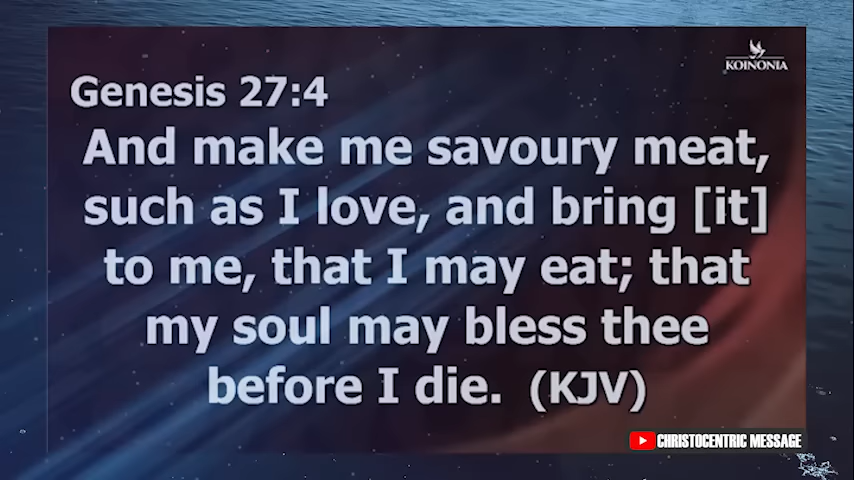 KOINONIA
Genesis 27:4
And make me savoury meat,
such as I love, and bring [it]
to me, that I may eat; that
my soul may bless thee
before I die. (KJV)
CHRISTOCENTRIC MESSAGE